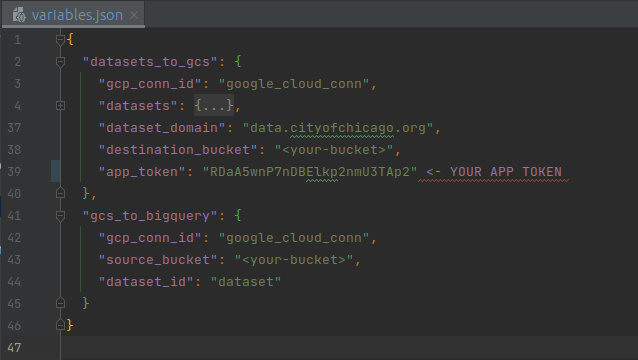 variables.json
1 {
2 "datasets_to_gcs": {
3 "gcp_conn_id": "google_cloud_conn",
4 "datasets": {...},
37 "dataset_domain": "data.cityofchicago.org",
38 "destination_bucket": "<your-bucket>",
39 "app_token": "RDaA5wnP7nDBElkp2nmU3TAp2" <- YOUR APP TOKEN
40 },
41 "gcs_to_bigquery": {
42 "gcp_conn_id": "google_cloud_conn",
43 "source_bucket": "<your-bucket>",
44 "dataset_id": "dataset"
45 }
46 }
47